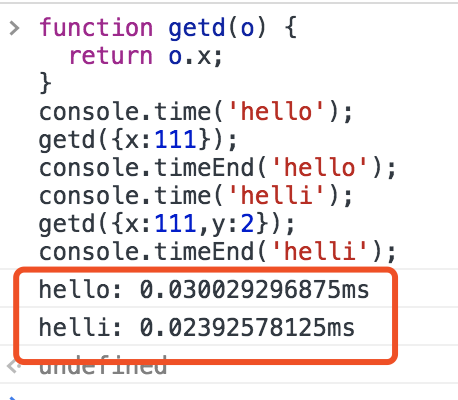 function getd(o) {
return o.x;
}
console.time('hello');
getd({x:111});
console.timeEnd('hello');
console.time('helli');
getd({x:111,y:2});
console.timeEnd('helli');
hello: 0.030029296875ms
helli: 0.02392578125ms
undefined